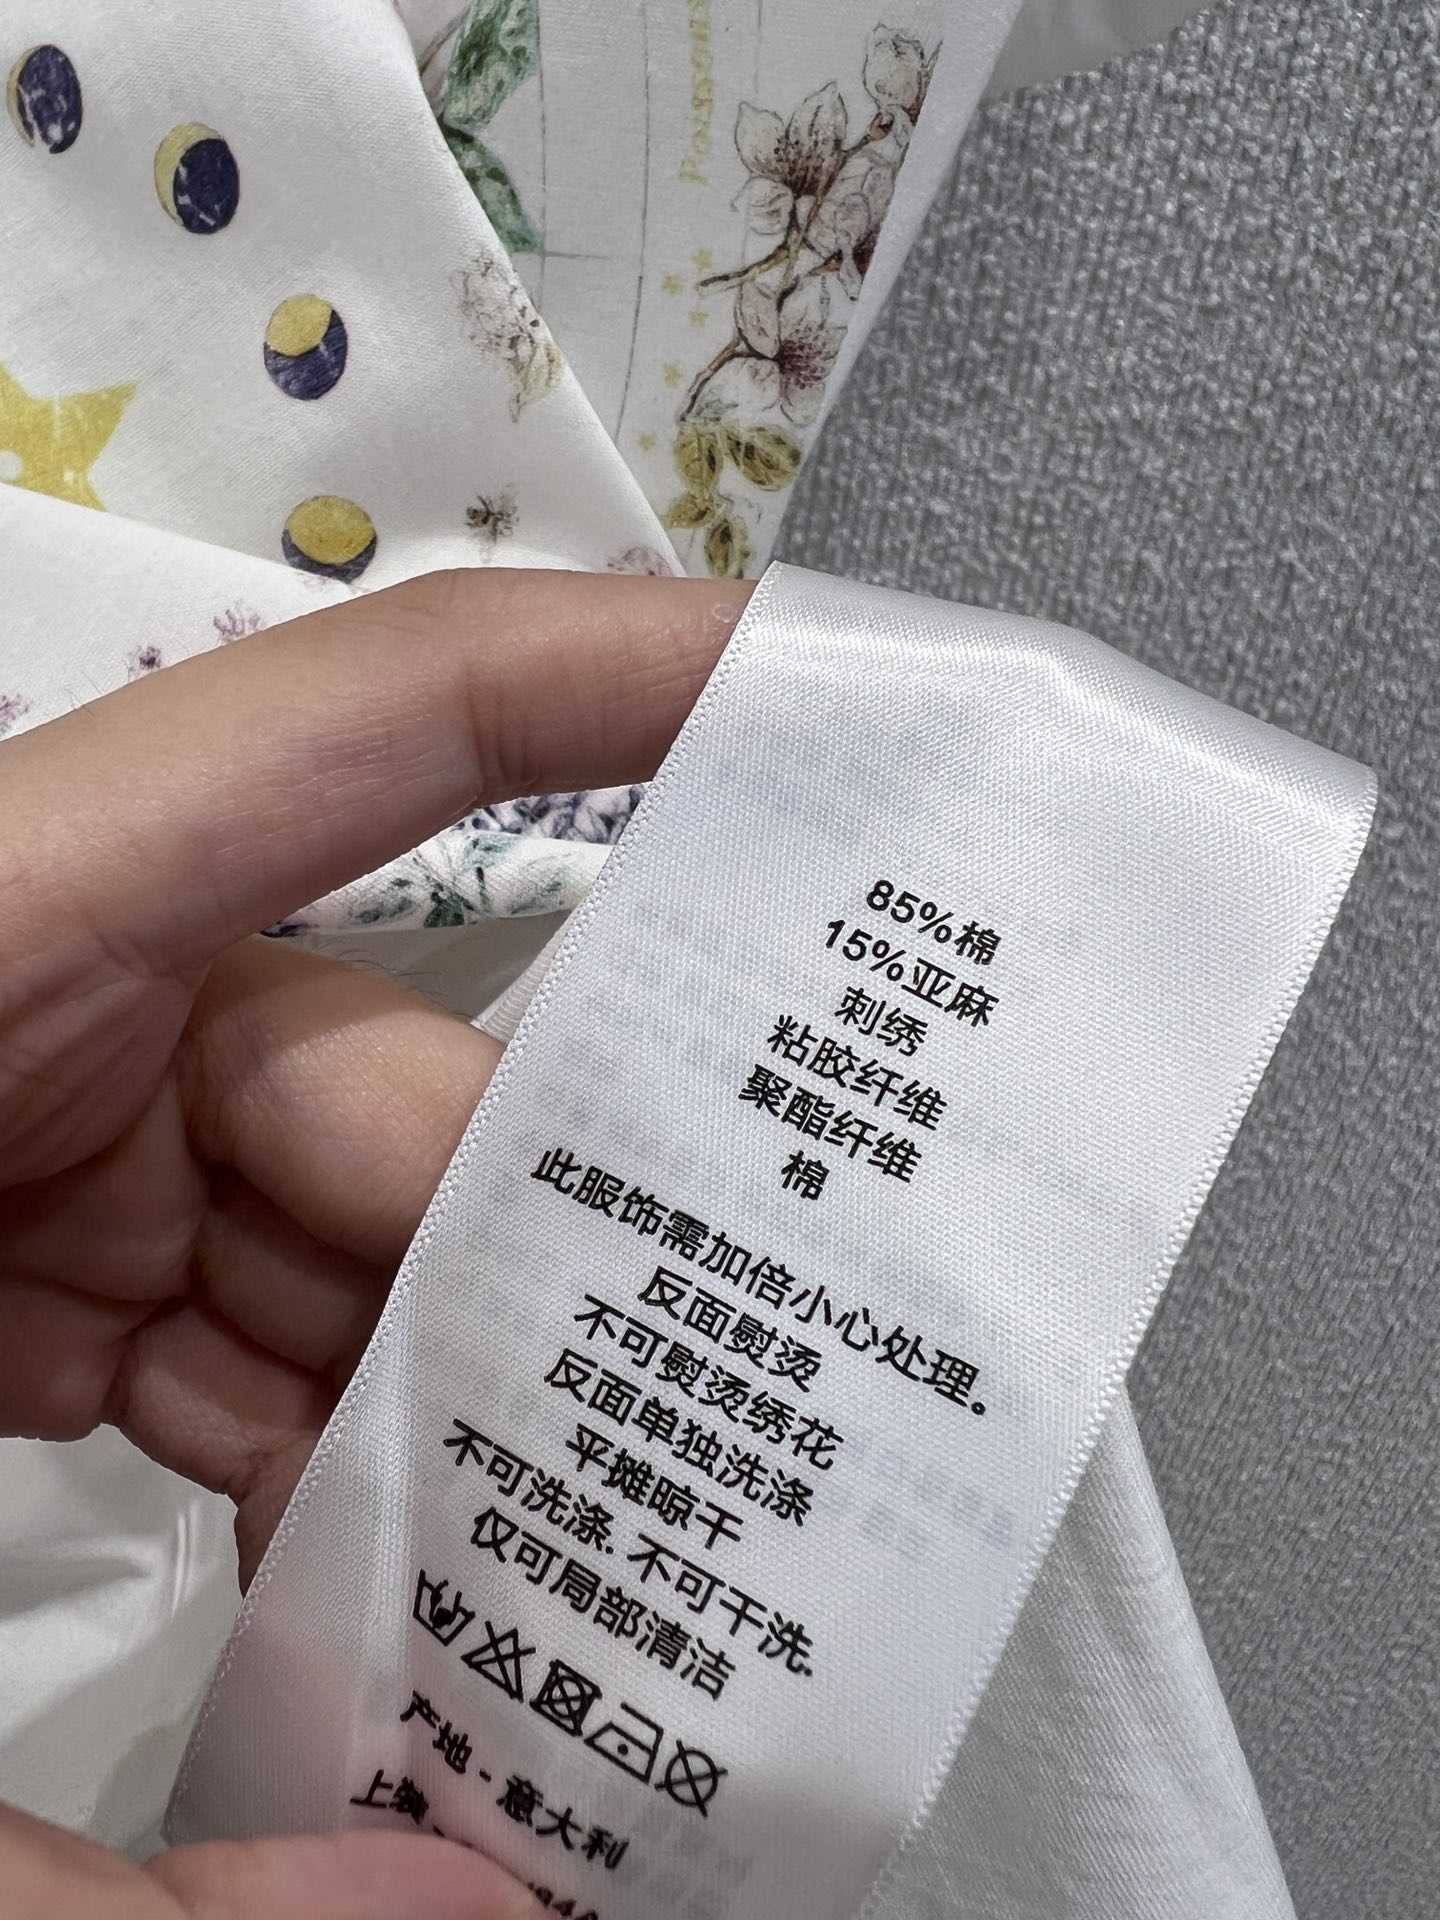 85%棉
15%亚麻
刺绣
粘胶纤维
聚酯纤维
棉
此服饰需加倍小心处理。
反面熨烫
不可熨烫绣花
反面单独洗涤
平摊晾干
不可洗涤. 不可干洗.
仅可局部清洁
产地 - 意大利
上装